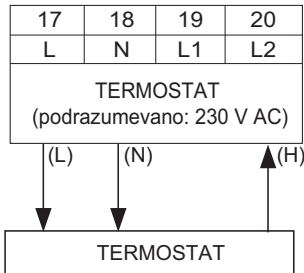 17 18 19 20
L N L1 L2
TERMOSTAT
(podrazumevano: 230 V AC)
(L) (N) (H)
TERMOSTAT